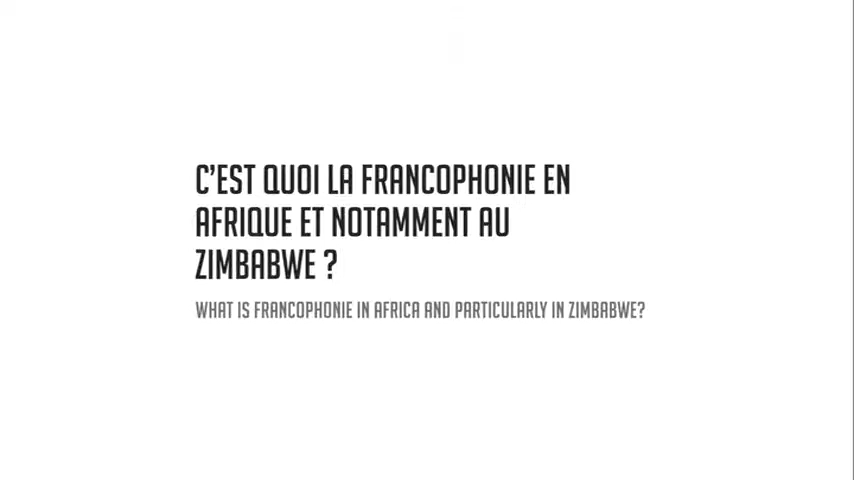 C'EST QUOI LA FRANCOPHONIE EN
AFRIQUE ET NOTAMMENT AU
ZIMBABWE ?
WHAT IS FRANCOPHONIE IN AFRICA AND PARTICULARLY IN ZIMBABWE?